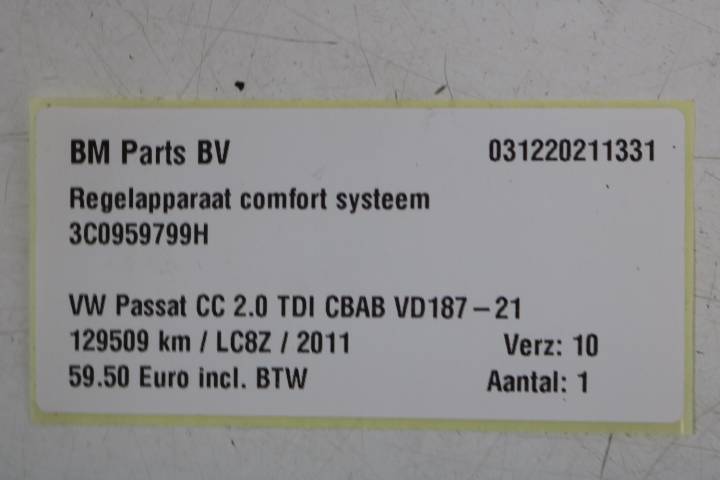 BM Parts BV 031220211331
Regelapparaat comfort systeem
3C0959799H
VW Passat CC 2.0 TDI CBAB VD187-21
129509 km / LC8Z / 2011 Verz: 10
59.50 Euro incl. BTW Aantal: 1